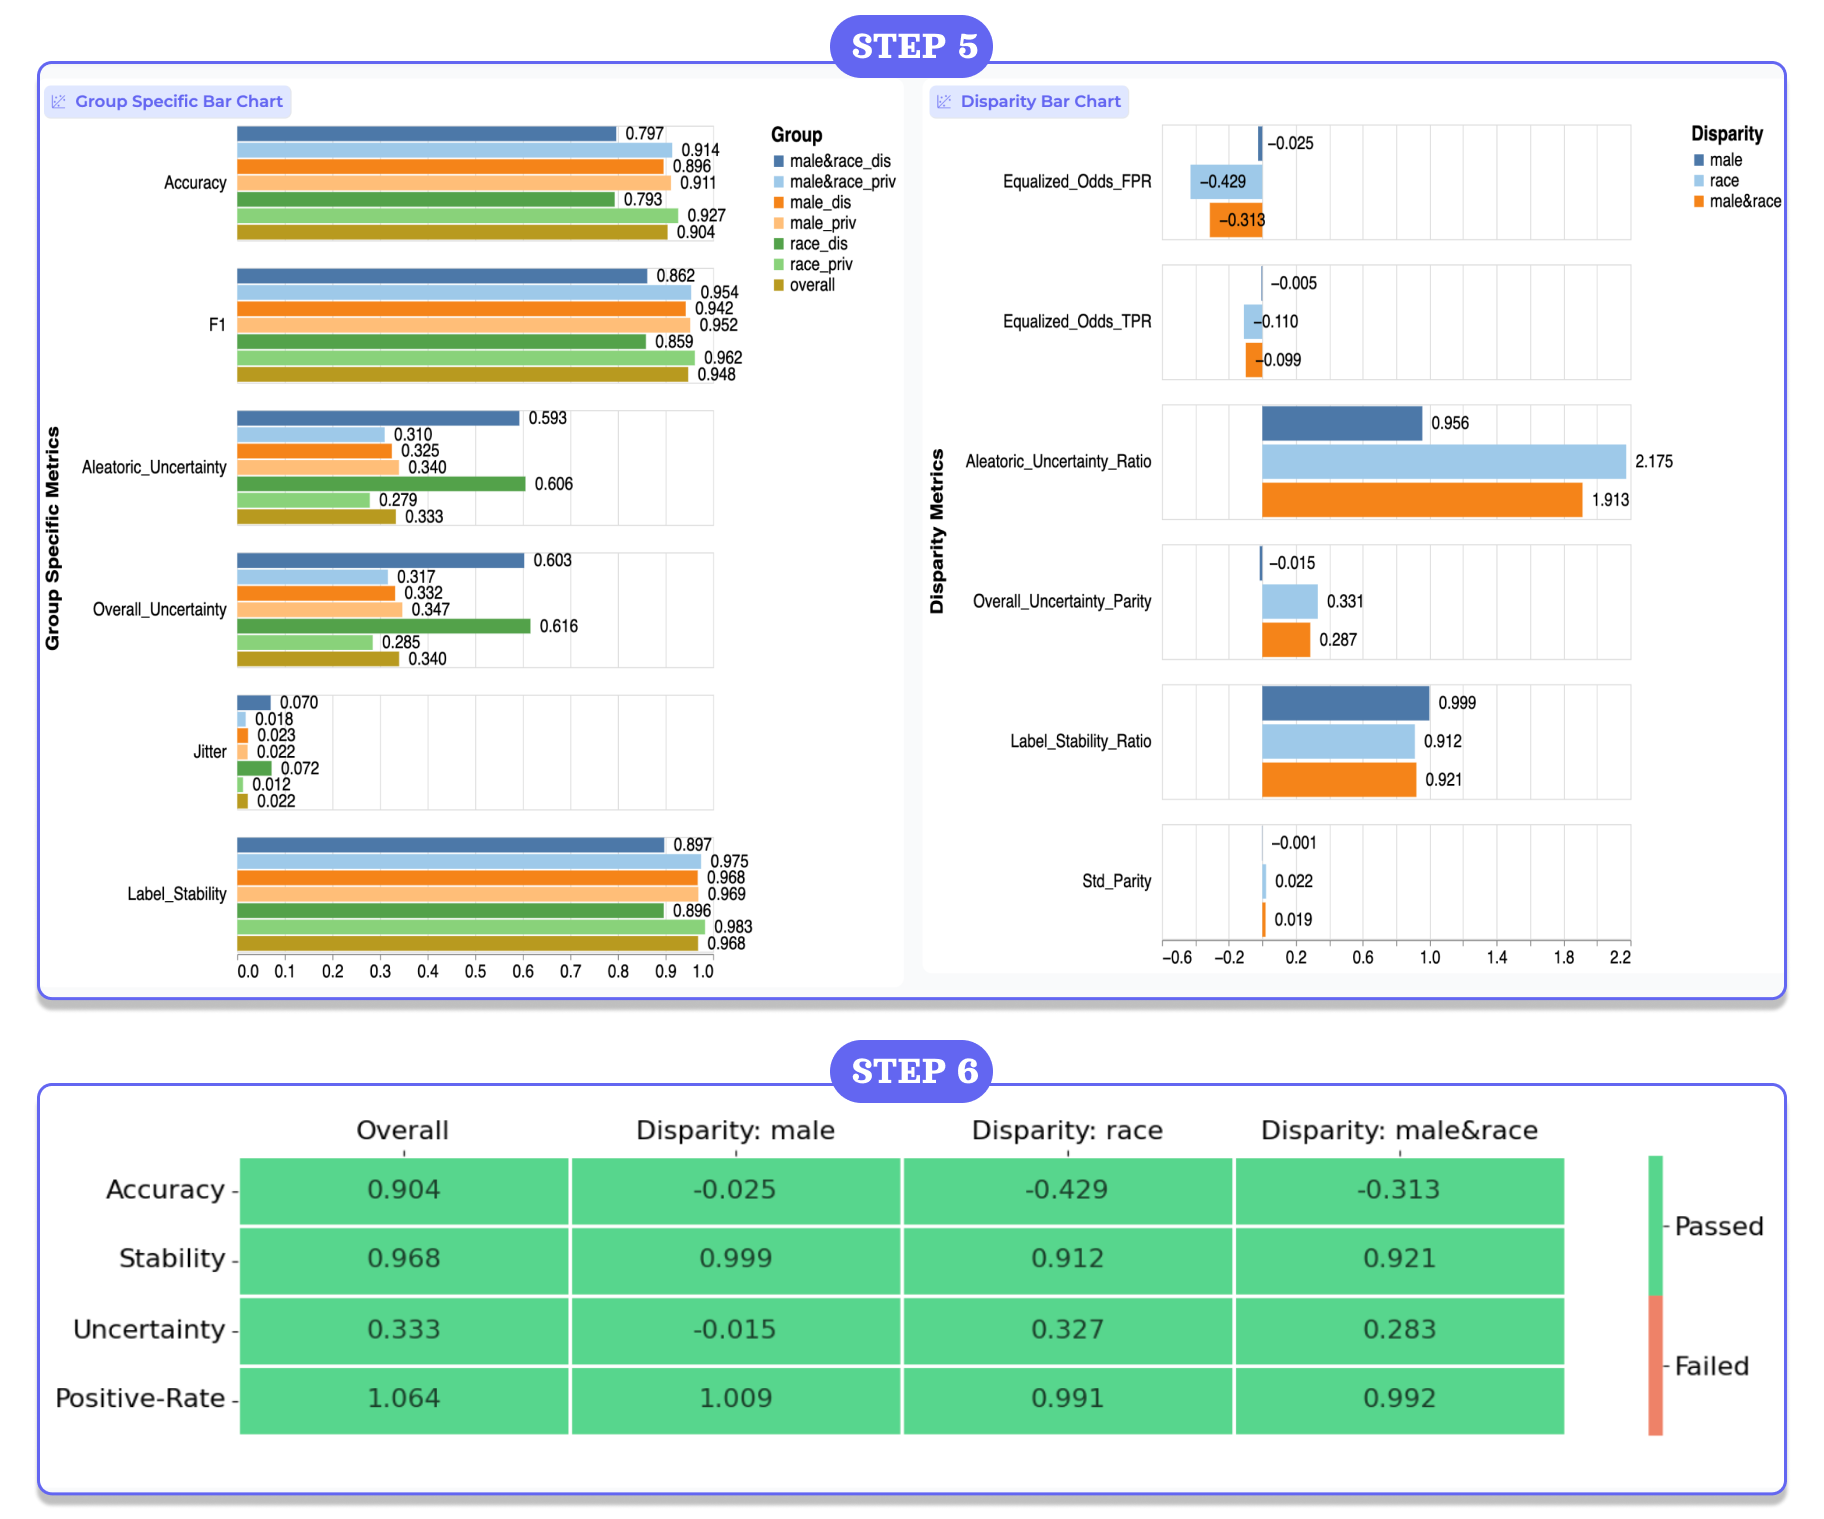 STEP 5
Group Specific Bar Chart
Group Specific Metrics
Accuracy
0.797
0.914
0.896
0.911
0.793
0.927
0.904
F1
0.862
0.954
0.942
0.952
0.859
0.962
0.948
Aleatoric_Uncertainty
0.593
0.310
0.325
0.340
0.606
0.279
0.333
Overall_Uncertainty
0.603
0.317
0.332
0.347
0.616
0.285
0.340
Jitter
0.070
0.018
0.023
0.022
0.072
0.012
0.022
Label_Stability
0.897
0.975
0.968
0.969
0.896
0.983
0.968
0.0 0.1 0.2 0.3 0.4 0.5 0.6 0.7 0.8 0.9 1.0
Group
male&race_dis
male&race_priv
male_dis
male_priv
race_dis
race_priv
overall
Disparity Bar Chart
Disparity Metrics
Equalized_Odds_FPR
−0.025
−0.429
−0.313
Equalized_Odds_TPR
−0.005
−0.110
−0.099
Aleatoric_Uncertainty_Ratio
0.956
2.175
1.913
Overall_Uncertainty_Parity
−0.015
0.331
0.287
Label_Stability_Ratio
0.999
0.912
0.921
Std_Parity
−0.001
0.022
0.019
−0.6 −0.2 0.2 0.6 1.0 1.4 1.8 2.2
Disparity
male
race
male&race
STEP 6
Overall Disparity: male Disparity: race Disparity: male&race
Accuracy 0.904 -0.025 -0.429 -0.313
Stability 0.968 0.999 0.912 0.921
Uncertainty 0.333 -0.015 0.327 0.283
Positive-Rate 1.064 1.009 0.991 0.992
Passed
Failed